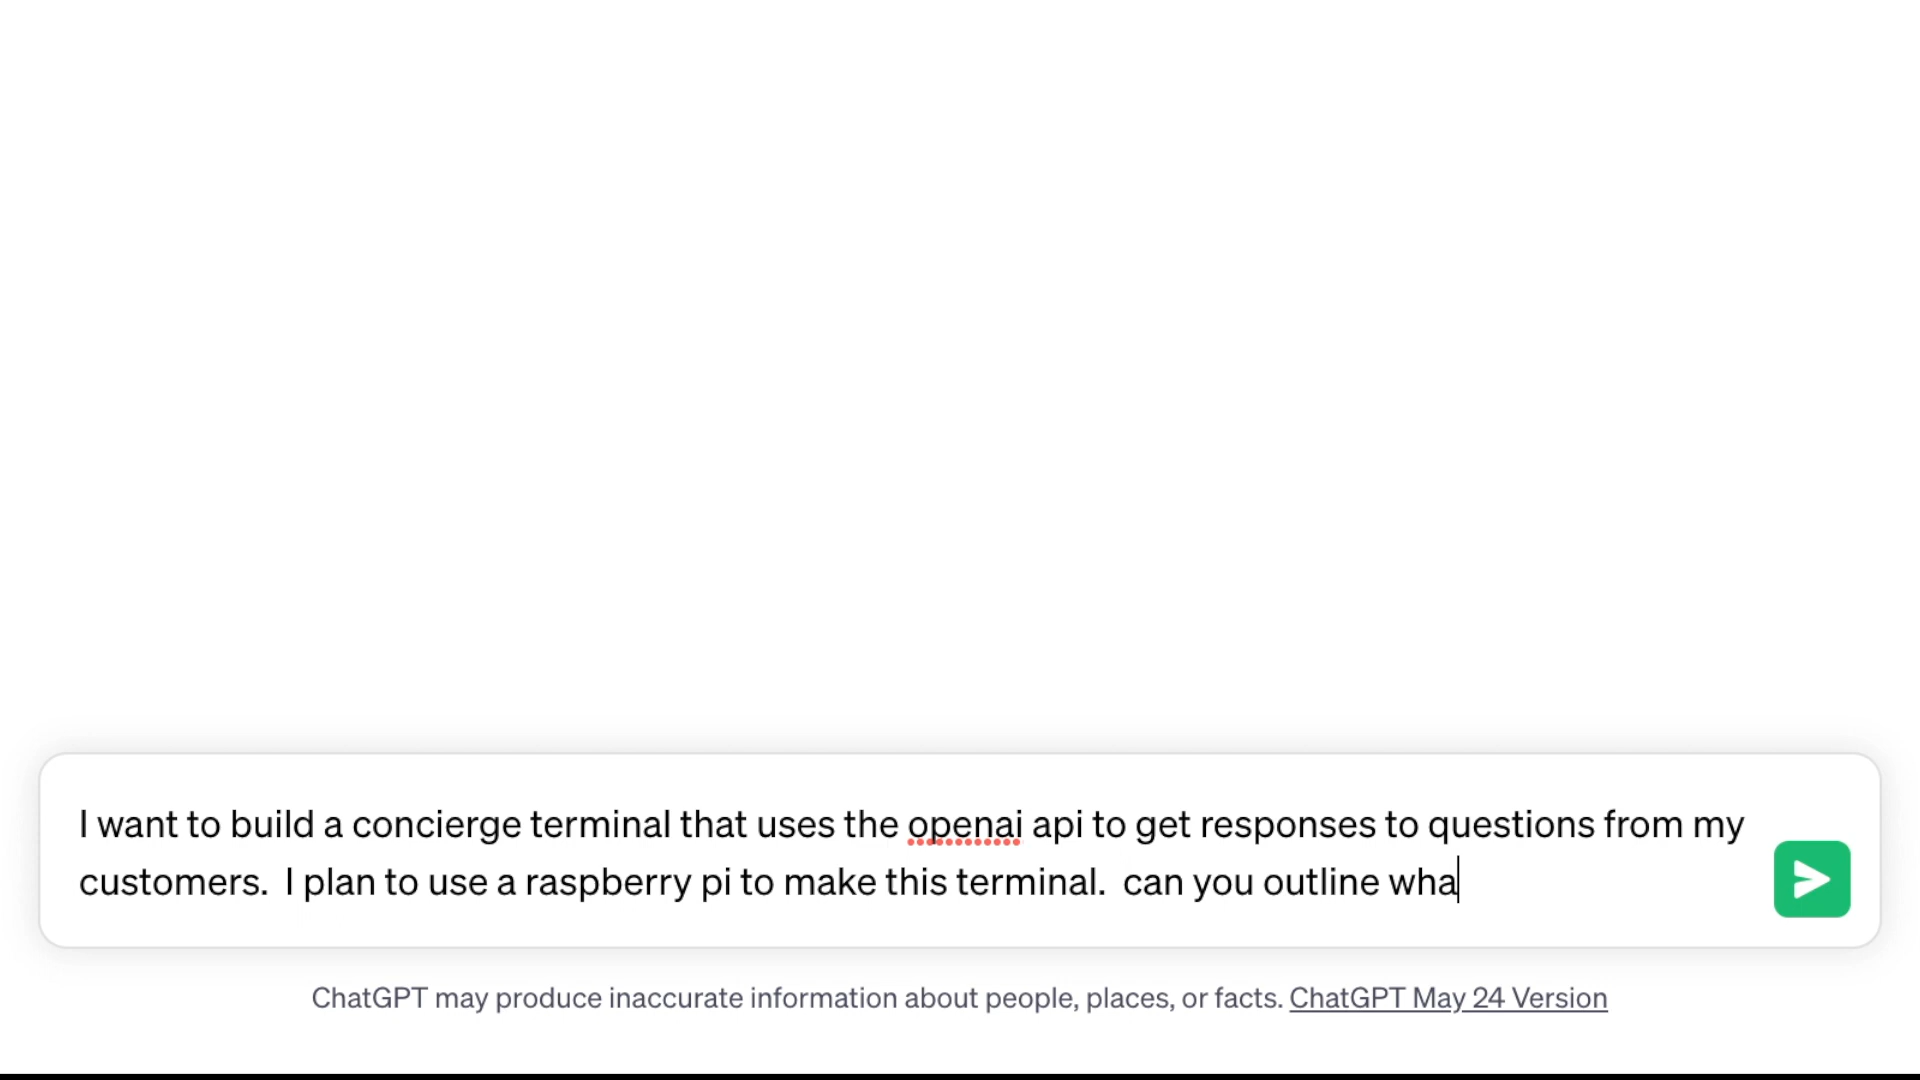 I want to build a concierge terminal that uses the openai api to get responses to questions from my
customers.  I plan to use a raspberry pi to make this terminal.  can you outline wha
ChatGPT may produce inaccurate information about people, places, or facts. ChatGPT May 24 Version